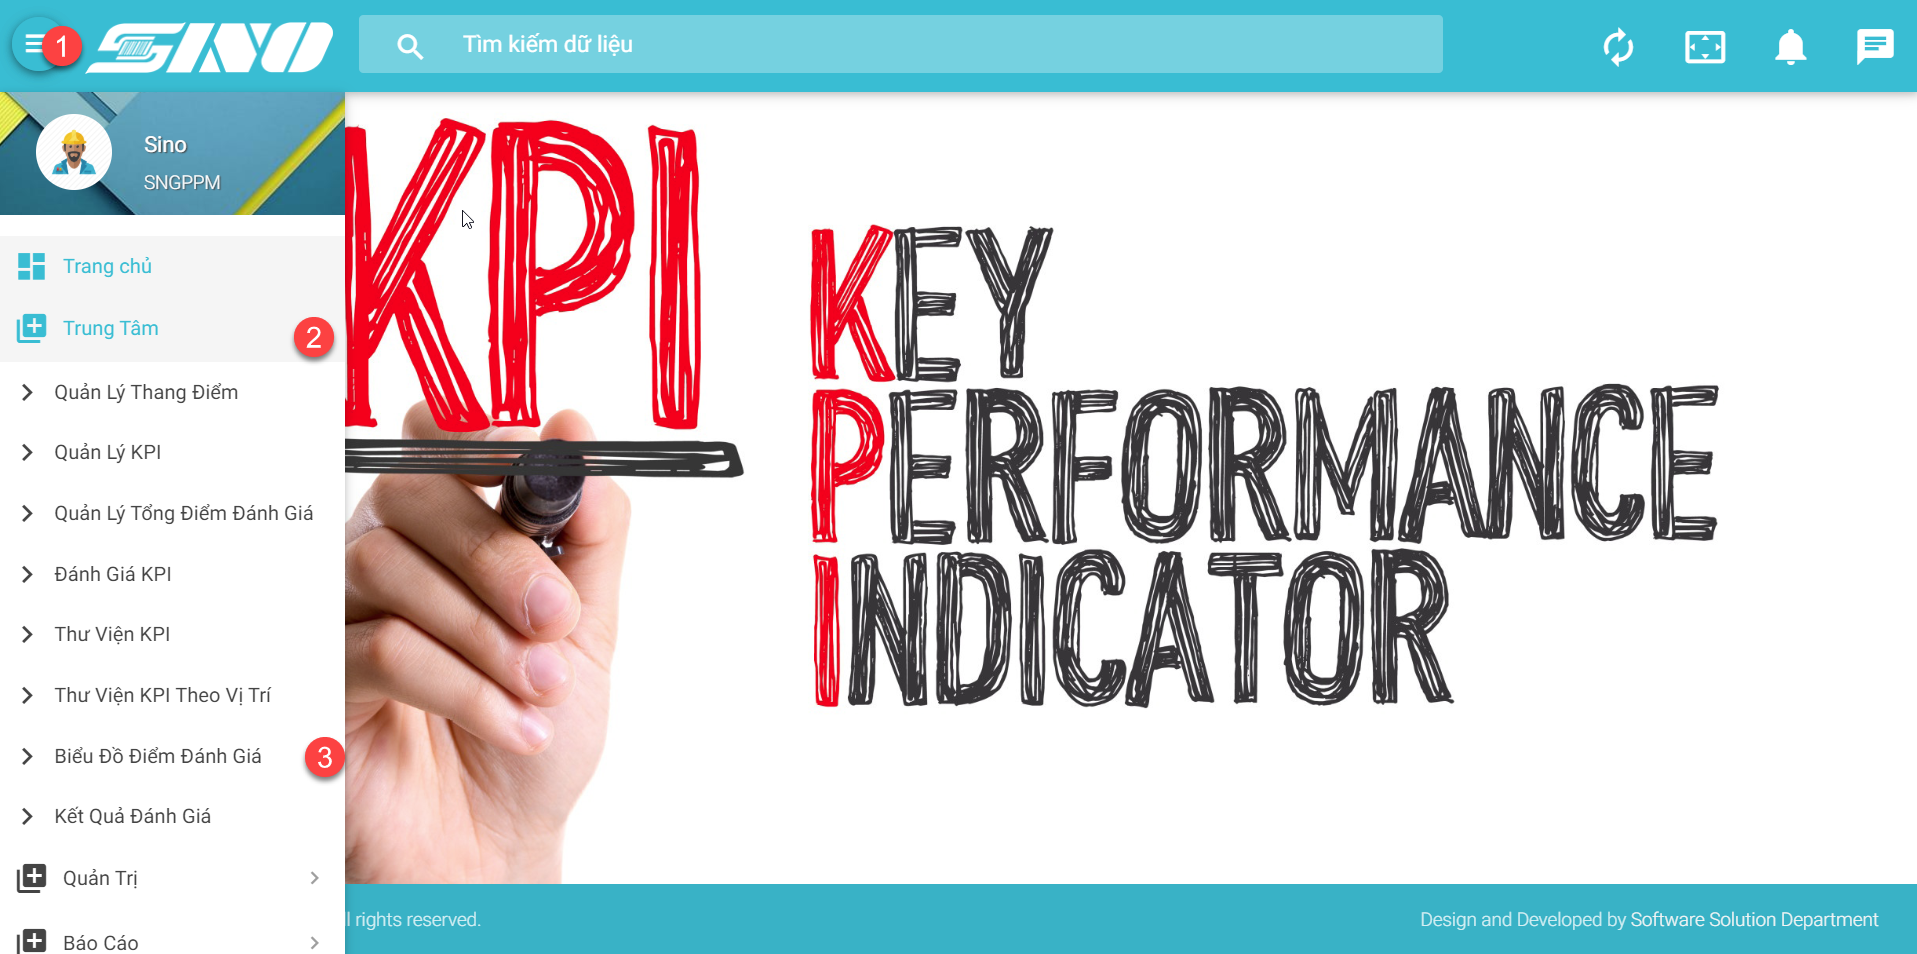 1
SINO
Tìm kiếm dữ liệu
Sino
SNGPPM
Trang chủ
Trung Tâm
2
Quản Lý Thang Điểm
Quản Lý KPI
Quản Lý Tổng Điểm Đánh Giá
Đánh Giá KPI
Thư Viện KPI
Thư Viện KPI Theo Vị Trí
Biểu Đồ Điểm Đánh Giá
3
Kết Quả Đánh Giá
Quản Trị
Báo Cáo
KPI
KEY
PERFORMANCE
INDICATOR
l rights reserved.
Design and Developed by Software Solution Department